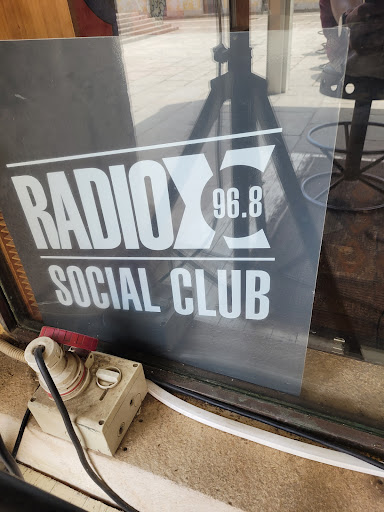 RADIO X 96.8
SOCIAL CLUB